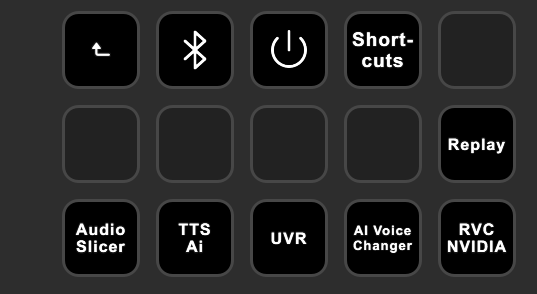 Short-
cuts
Replay
Audio
Slicer
TTS
Ai
UVR
AI Voice
Changer
RVC
NVIDIA